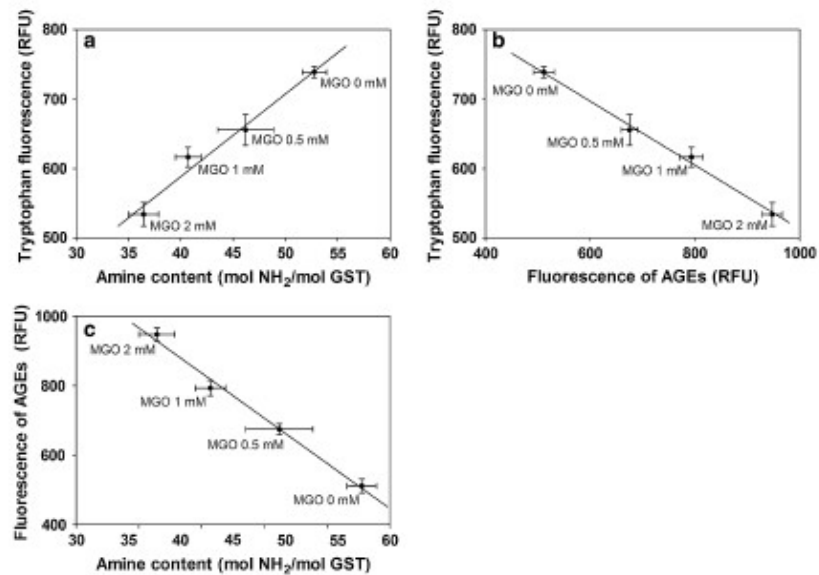 a
Tryptophan fluorescence (RFU)
800
700
600
500
MGO 0 mM
MGO 0.5 mM
MGO 1 mM
MGO 2 mM
30 35 40 45 50 55 60
Amine content (mol NH₂/mol GST)
b
Tryptophan fluorescence (RFU)
800
700
600
500
MGO 0 mM
MGO 0.5 mM
MGO 1 mM
MGO 2 mM
400 600 800 1000
Fluorescence of AGEs (RFU)
c
Fluorescence of AGEs (RFU)
1000
800
600
400
MGO 2 mM
MGO 1 mM
MGO 0.5 mM
MGO 0 mM
30 35 40 45 50 60
Amine content (mol NH₂/mol GST)